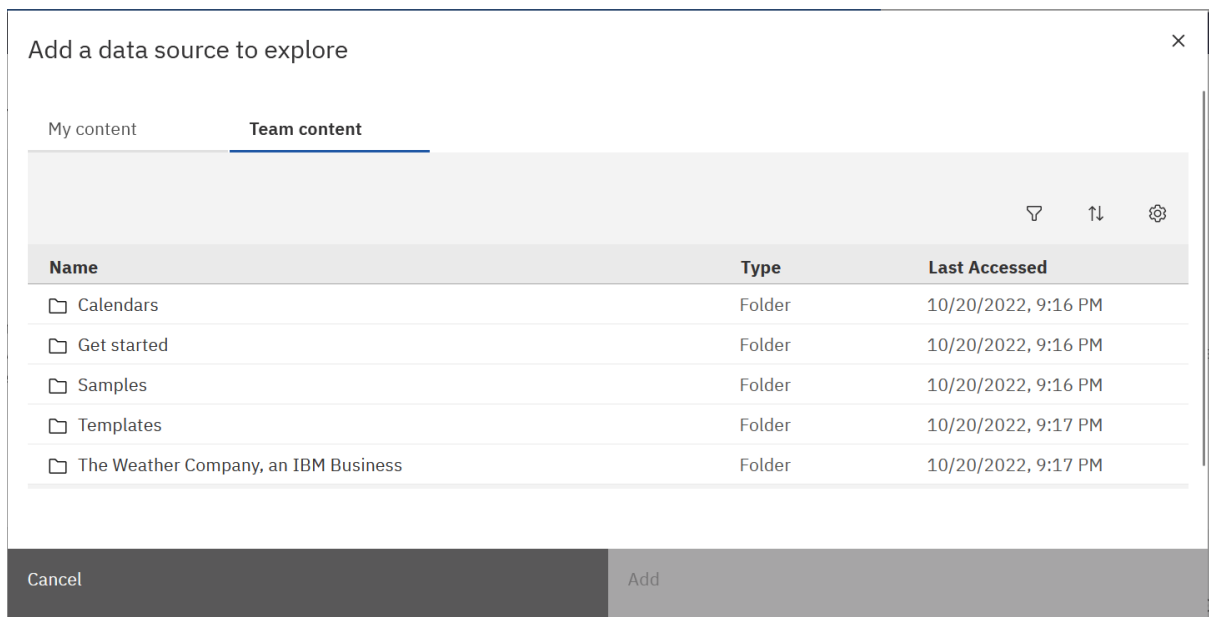 Add a data source to explore
My content Team content
Name Type Last Accessed
Calendars Folder 10/20/2022, 9:16 PM
Get started Folder 10/20/2022, 9:16 PM
Samples Folder 10/20/2022, 9:16 PM
Templates Folder 10/20/2022, 9:17 PM
The Weather Company, an IBM Business Folder 10/20/2022, 9:17 PM
Cancel Add